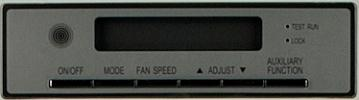 TEST RUN
LOCK
ON/OFF MODE FAN SPEED ▲ ADJUST ▼ AUXILIARY
FUNCTION